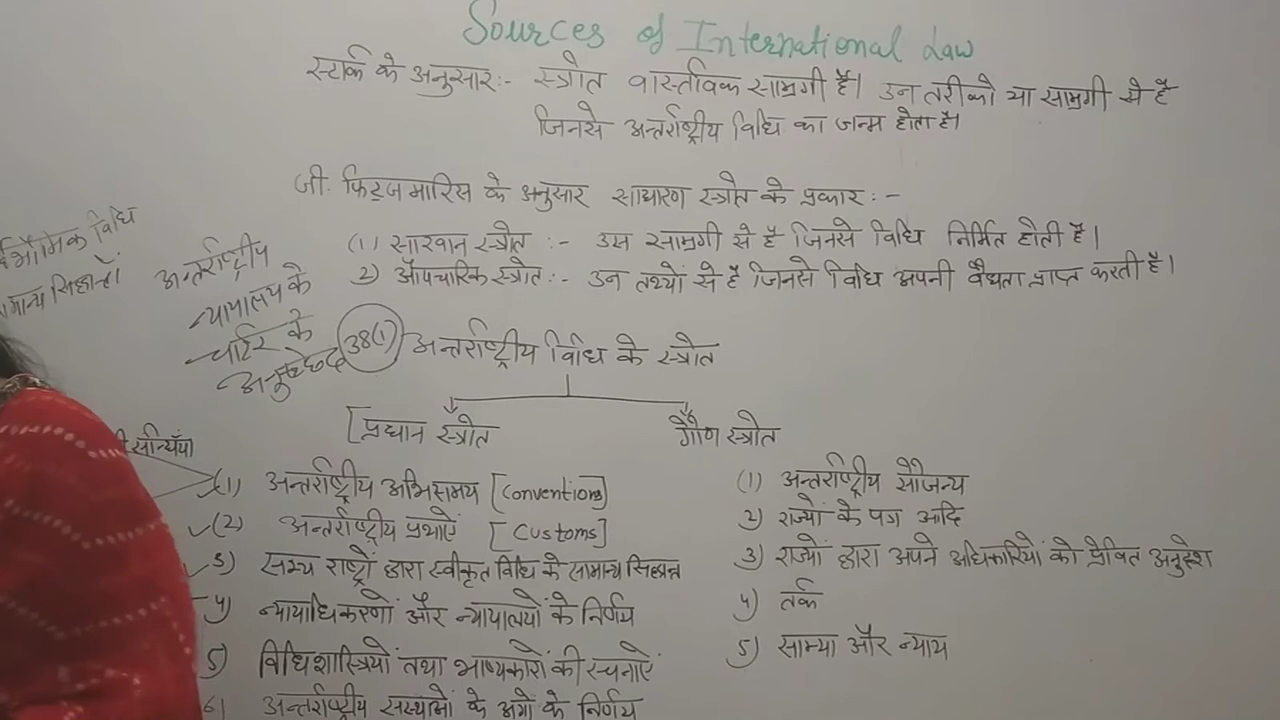 Sources of International Law
स्टार्क के अनुसार:- स्त्रोत वास्तविक सामग्री है। उन तरीको या सामग्री से है
जिनसे अन्तर्राष्ट्रीय विधि का जन्म होता है।
जी. फिट्ज मारिस के अनुसार साधारण स्त्रोत के प्रकार :-
(1) सारवान स्त्रोत :- उस सामग्री से है जिनसे विधि निर्मित होती है।
2) औपचारिक स्त्रोत:- उन तथ्यों से है जिनसे विधि अपनी वैधता प्राप्त करती है।
विधि
सिद्धान्तों
अन्तर्राष्ट्रीय
न्यायालय के
चार्टर के
अनुच्छेद 38(1)
अन्तर्राष्ट्रीय विधि के स्त्रोत
[प्रधान स्त्रोत
गौण स्त्रोत
(1) अन्तर्राष्ट्रीय अभिसमय [Conventions]
(2) अन्तर्राष्ट्रीय प्रथाएं [Customs]
3) सभ्य राष्ट्रों द्वारा स्वीकृत विधि के सामान्य सिद्धान्त
4) न्यायाधिकरणों और न्यायालयों के निर्णय
5) विधिशास्त्रियों तथा भाष्यकारों की रचनाएं
6) अन्तर्राष्ट्रीय संस्थाओं के अंगों के निर्णय
(1) अन्तर्राष्ट्रीय सौजन्य
2) राज्यों के पत्र आदि
3) राज्यों द्वारा अपने अधिकारियों को प्रेषित अनुदेश
4) तर्क
5) साम्या और न्याय